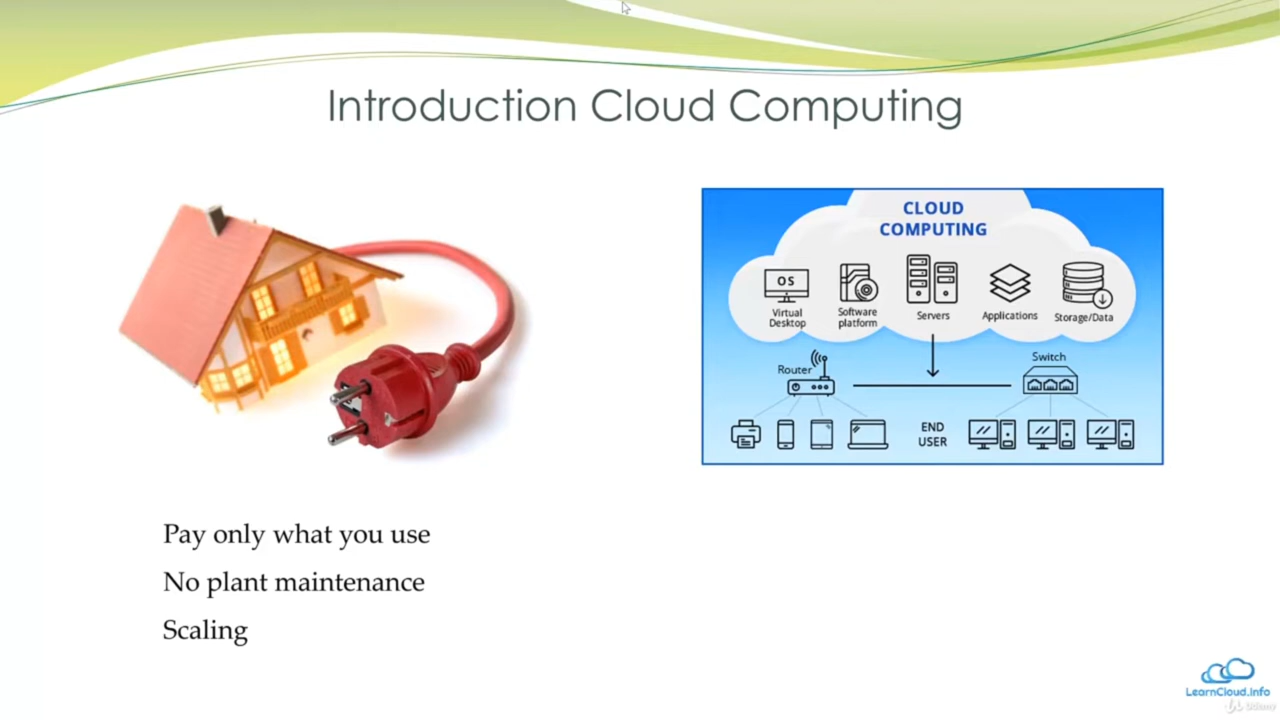 Introduction Cloud Computing
CLOUD
COMPUTING
OS
Virtual
Desktop
Software
platform
Servers
Applications
Storage/Data
Router
Switch
END
USER
Pay only what you use
No plant maintenance
Scaling
LearnCloud.info
Udemy